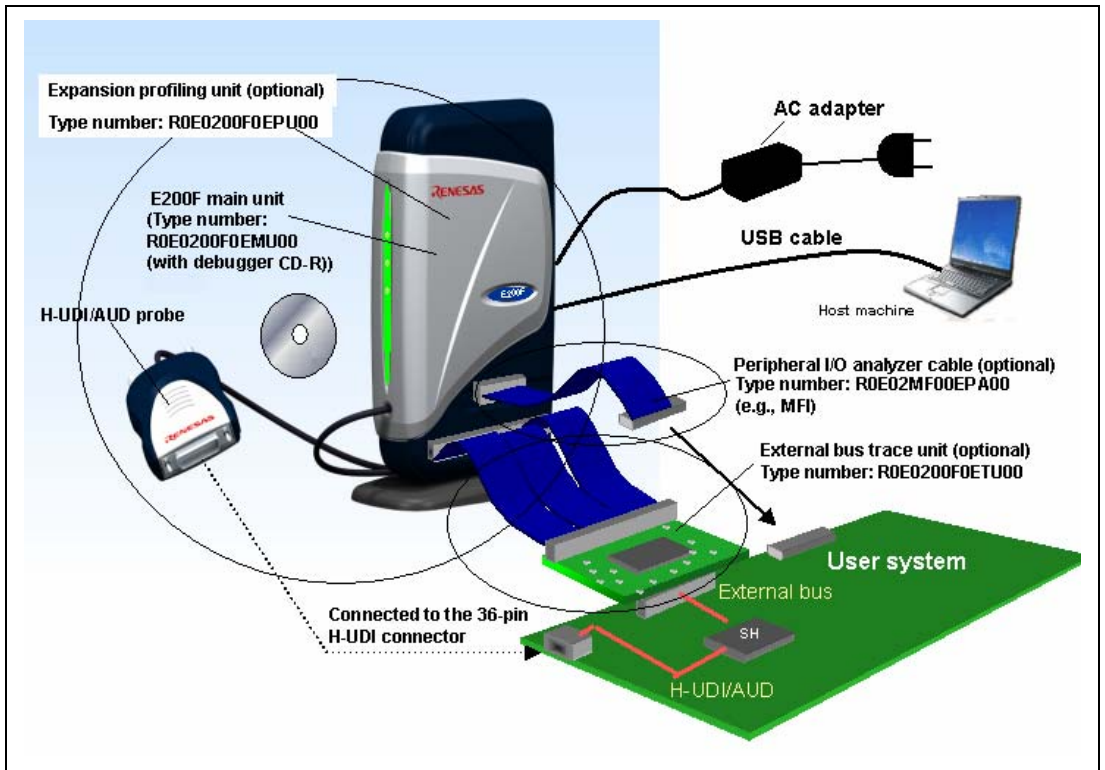 Expansion profiling unit (optional)
Type number: R0E0200F0EPU00
E200F main unit
(Type number:
R0E0200F0EMU00
(with debugger CD-R))
H-UDI/AUD probe
RENESAS
RENESAS
E200F
AC adapter
USB cable
Host machine
Peripheral I/O analyzer cable (optional)
Type number: R0E02MF00EPA00
(e.g., MFI)
External bus trace unit (optional)
Type number: R0E0200F0ETU00
User system
External bus
SH
H-UDI/AUD
Connected to the 36-pin
H-UDI connector